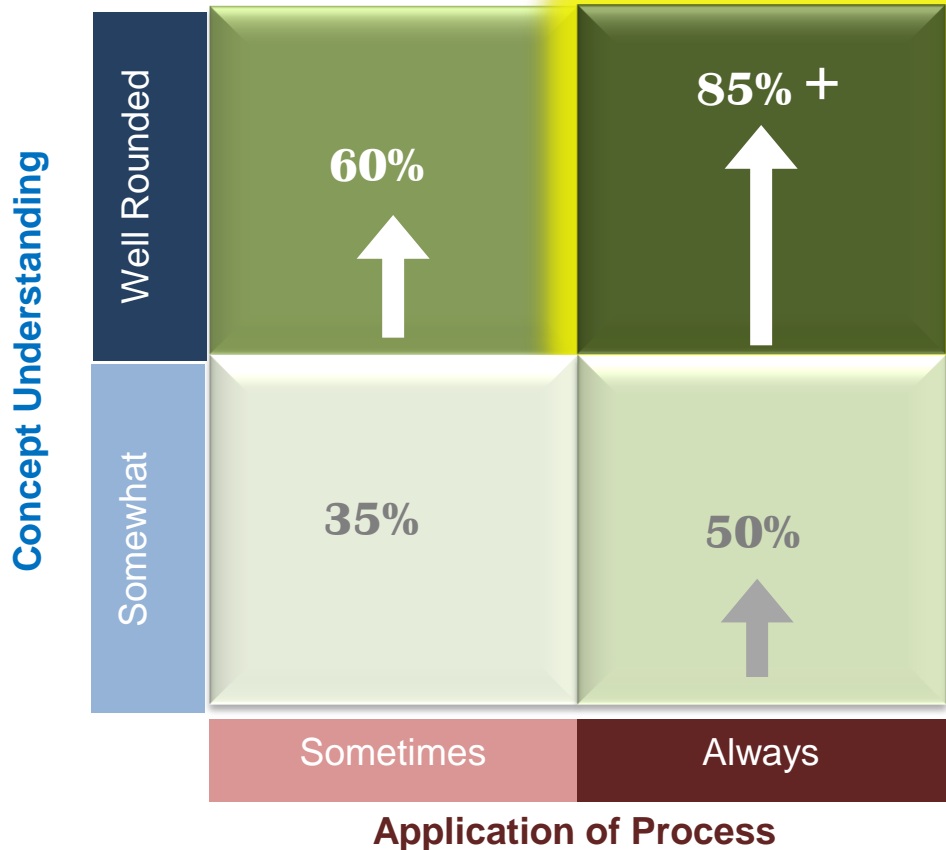 Concept Understanding
Well Rounded
60%
85% +
Somewhat
35%
50%
Sometimes
Always
Application of Process